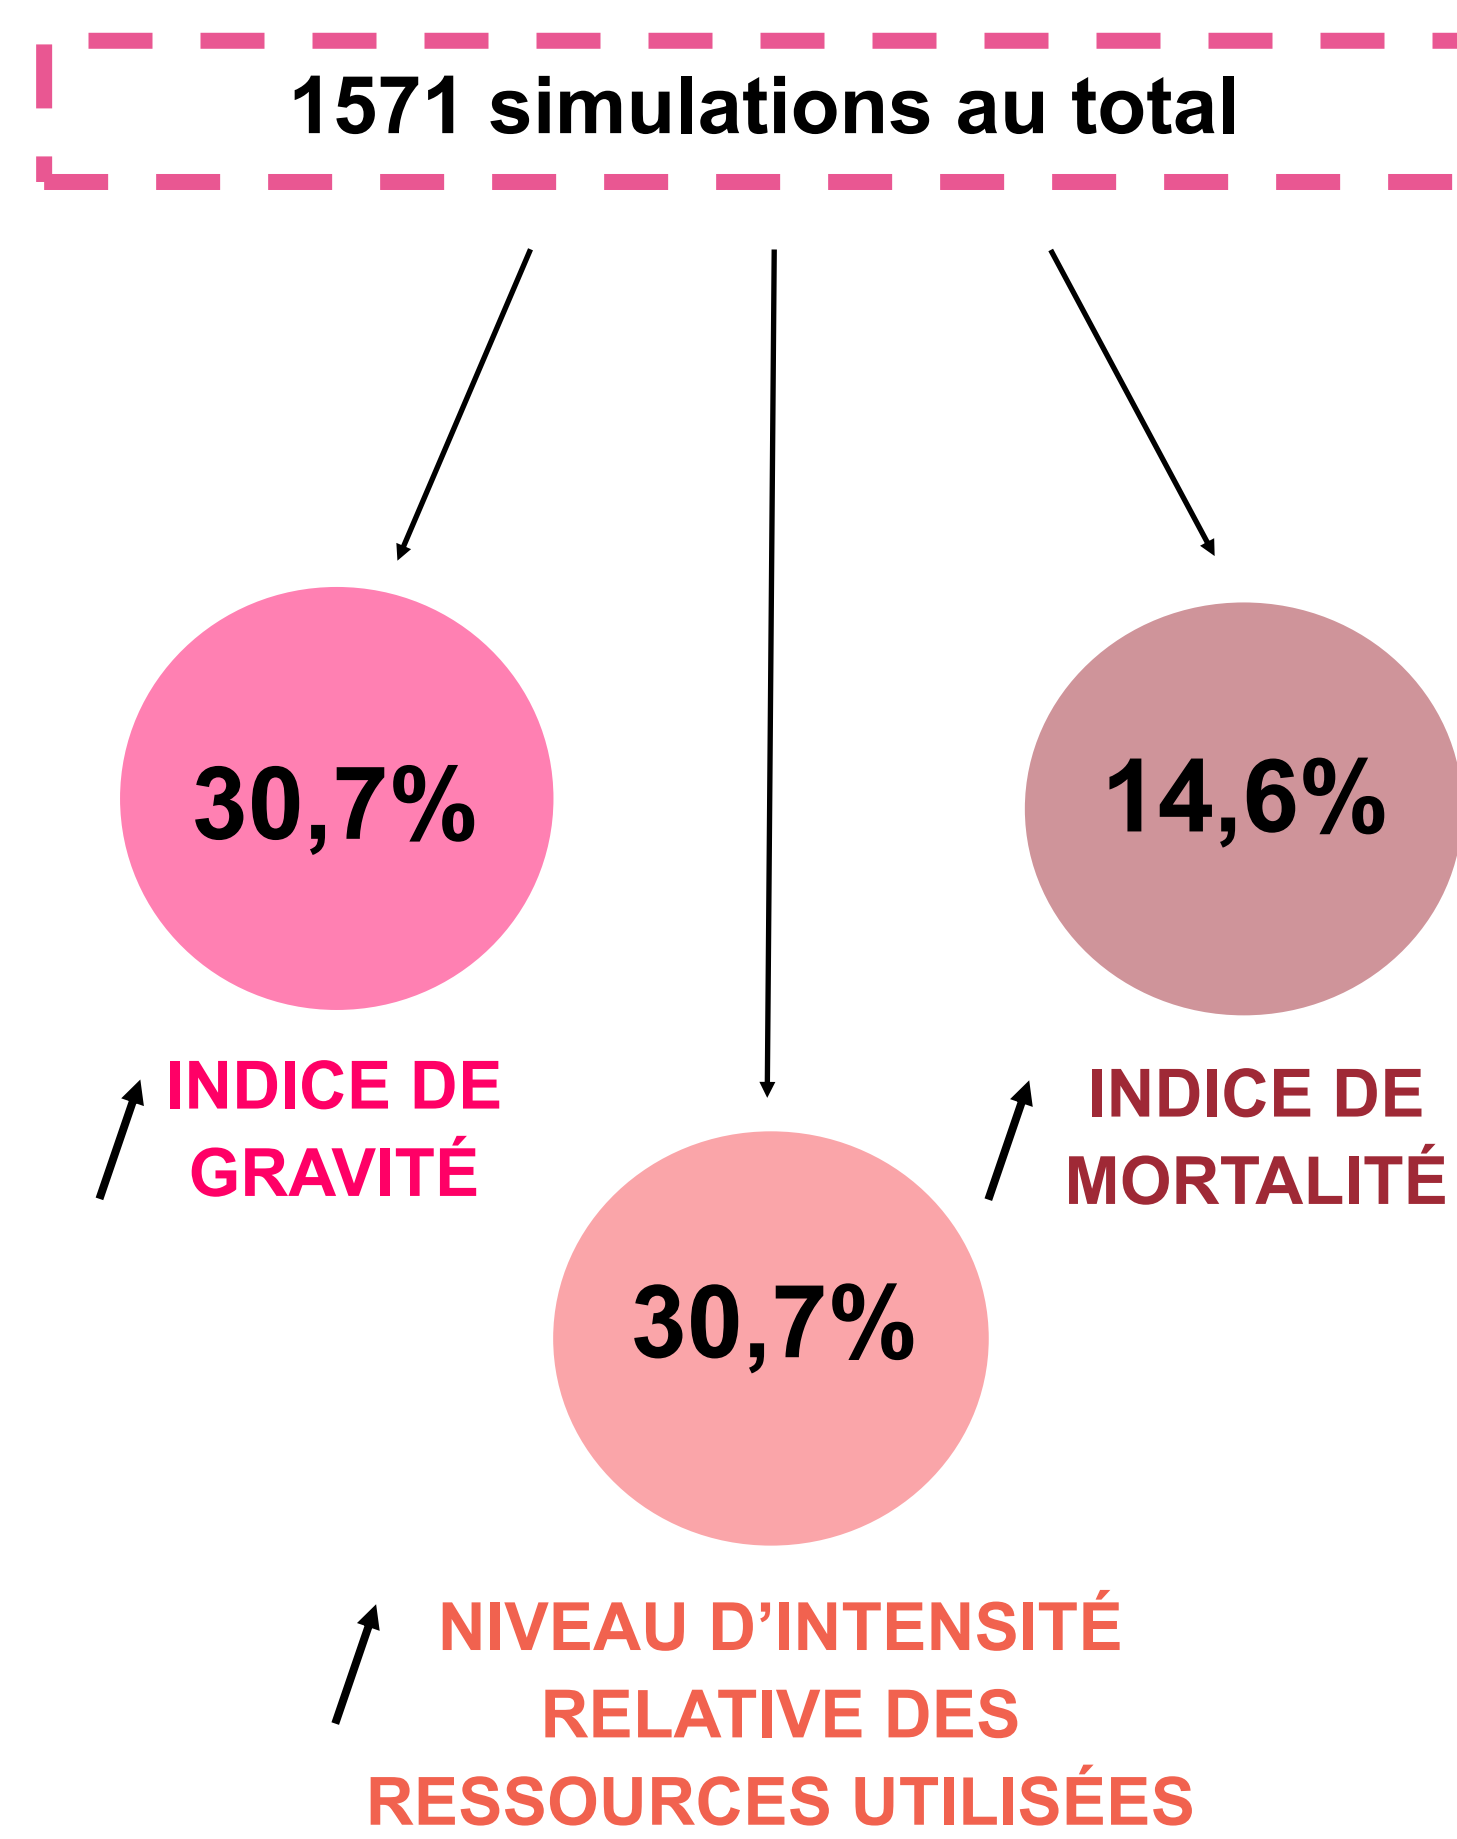 1571 simulations au total
30,7%
14,6%
INDICE DE
GRAVITÉ
INDICE DE
MORTALITÉ
30,7%
NIVEAU D’INTENSITÉ
RELATIVE DES
RESSOURCES UTILISÉES